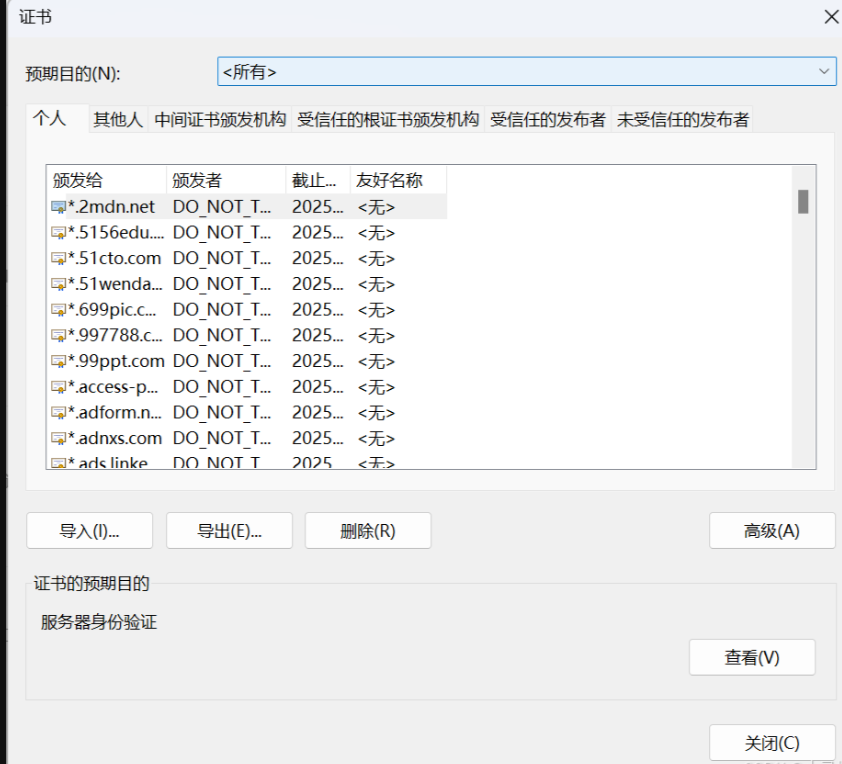 证书
预期目的(N): <所有>
个人 其他人 中间证书颁发机构 受信任的根证书颁发机构 受信任的发布者 未受信任的发布者
颁发给 颁发者 截止... 友好名称
*.2mdn.net DO_NOT_T... 2025... <无>
*.5156edu.... DO_NOT_T... 2025... <无>
*.51cto.com DO_NOT_T... 2025... <无>
*.51wenda... DO_NOT_T... 2025... <无>
*.699pic.c... DO_NOT_T... 2025... <无>
*.997788.c... DO_NOT_T... 2025... <无>
*.99ppt.com DO_NOT_T... 2025... <无>
*.access-p... DO_NOT_T... 2025... <无>
*.adform.n... DO_NOT_T... 2025... <无>
*.adnxs.com DO_NOT_T... 2025... <无>
*.ads.linke DO_NOT_T 2025 <无>
导入(I)... 导出(E)... 删除(R) 高级(A)
证书的预期目的
服务器身份验证
查看(V)
关闭(C)